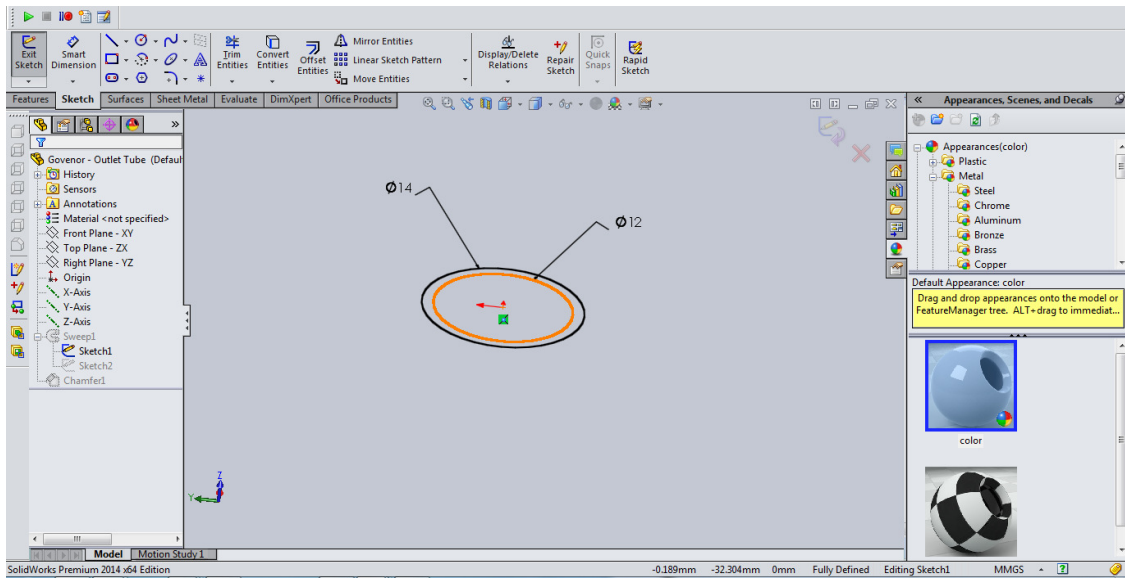 Exit Sketch
Smart Dimension
Trim Entities
Convert Entities
Offset Entities
Mirror Entities
Linear Sketch Pattern
Move Entities
Display/Delete Relations
Repair Sketch
Quick Snaps
Rapid Sketch
Features Sketch Surfaces Sheet Metal Evaluate DimXpert Office Products
« Appearances, Scenes, and Decals
»
Govenor - Outlet Tube (Defaul
History
Sensors
Annotations
Material <not specified>
Front Plane - XY
Top Plane - ZX
Right Plane - YZ
Origin
X-Axis
Y-Axis
Z-Axis
Sweep1
Sketch1
Sketch2
Chamfer1
Ø14
Ø12
Z
Y
Appearances(color)
Plastic
Metal
Steel
Chrome
Aluminum
Bronze
Brass
Copper
Default Appearance: color
Drag and drop appearances onto the model or
FeatureManager tree. ALT+drag to immediat...
color
Model Motion Study 1
SolidWorks Premium 2014 x64 Edition -0.189mm -32.304mm 0mm Fully Defined Editing Sketch1 MMGS ?